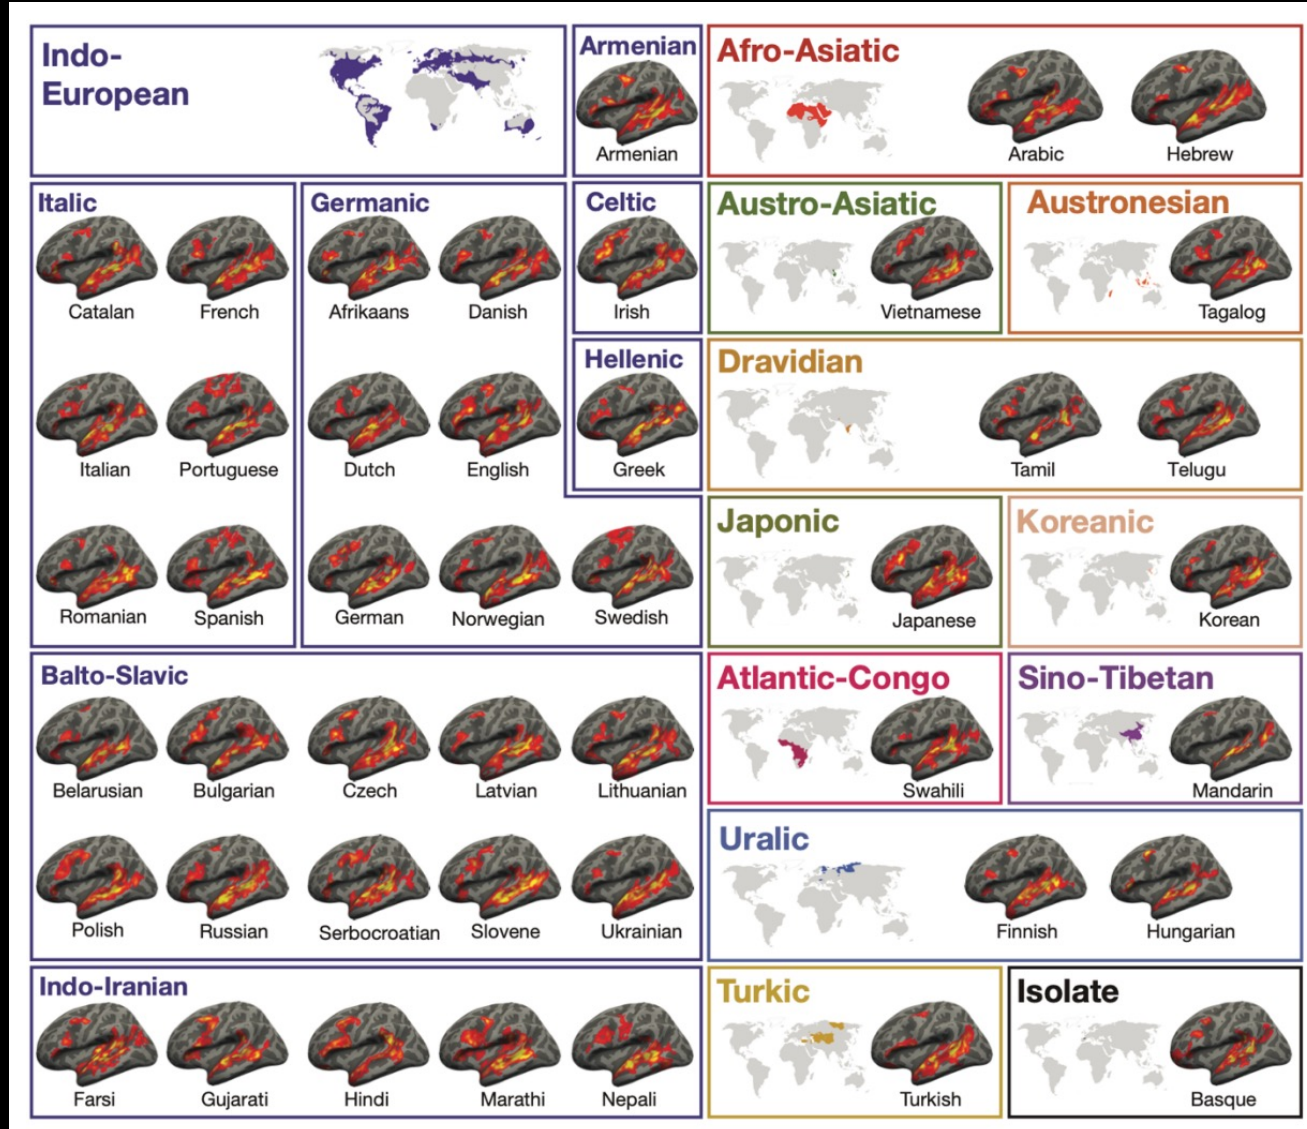 Indo-
European
Armenian
Armenian
Afro-Asiatic
Arabic
Hebrew
Italic
Catalan
French
Italian
Portuguese
Romanian
Spanish
Germanic
Afrikaans
Danish
Dutch
English
German
Norwegian
Swedish
Celtic
Irish
Hellenic
Greek
Austro-Asiatic
Vietnamese
Austronesian
Tagalog
Dravidian
Tamil
Telugu
Japonic
Japanese
Koreanic
Korean
Balto-Slavic
Belarusian
Bulgarian
Czech
Latvian
Lithuanian
Polish
Russian
Serbocroatian
Slovene
Ukrainian
Atlantic-Congo
Swahili
Sino-Tibetan
Mandarin
Uralic
Finnish
Hungarian
Indo-Iranian
Farsi
Gujarati
Hindi
Marathi
Nepali
Turkic
Turkish
Isolate
Basque